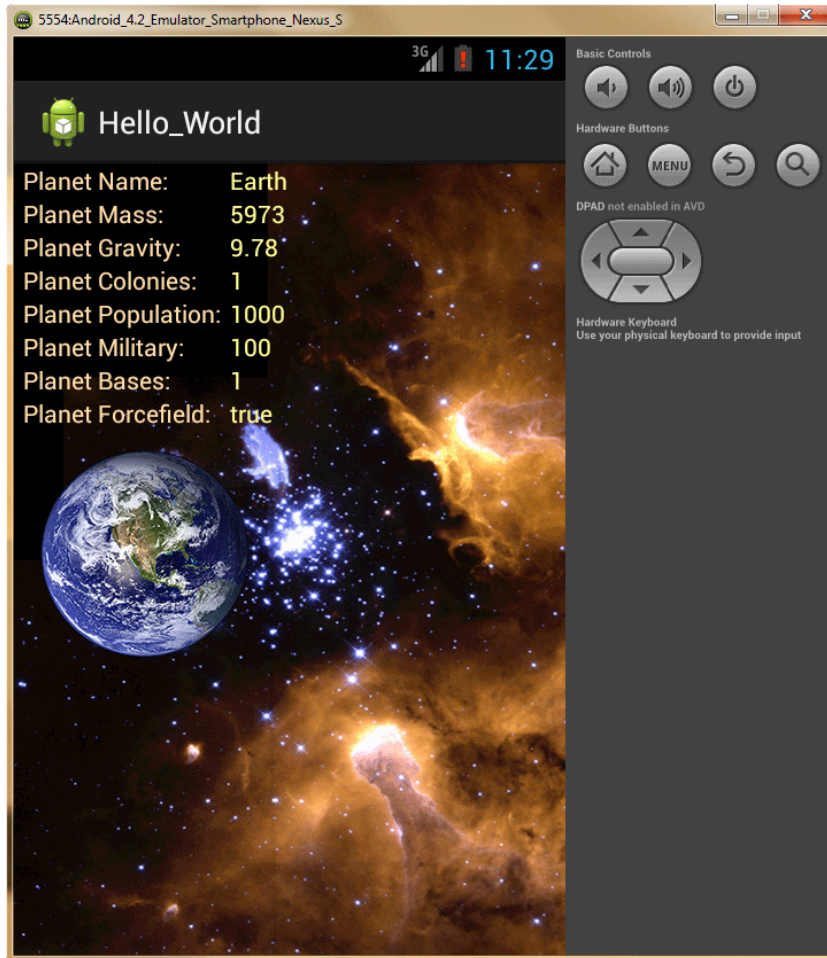 5554:Android_4.2_Emulator_Smartphone_Nexus_S
3G 11:29
Hello_World
Planet Name: Earth
Planet Mass: 5973
Planet Gravity: 9.78
Planet Colonies: 1
Planet Population: 1000
Planet Military: 100
Planet Bases: 1
Planet Forcefield: true
Basic Controls
Hardware Buttons
MENU
DPAD not enabled in AVD
Hardware Keyboard
Use your physical keyboard to provide input